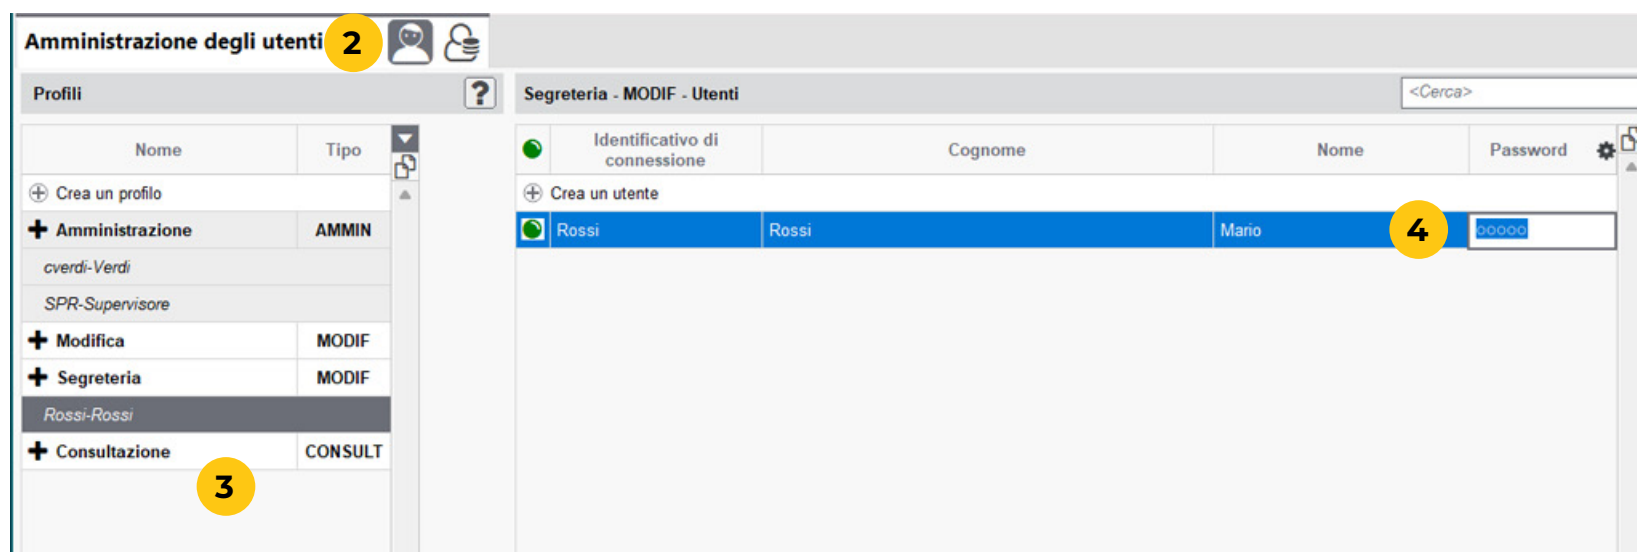 Amministrazione degli utenti 2
Profili ?
Segreteria - MODIF - Utenti <Cerca>
Nome Tipo
Identificativo di connessione Cognome Nome Password
Crea un profilo
Crea un utente
Amministrazione AMMIN
Rossi Rossi Mario 4 ooooo
cverdi-Verdi
SPR-Supervisore
Modifica MODIF
Segreteria MODIF
Rossi-Rossi
Consultazione CONSULT
3